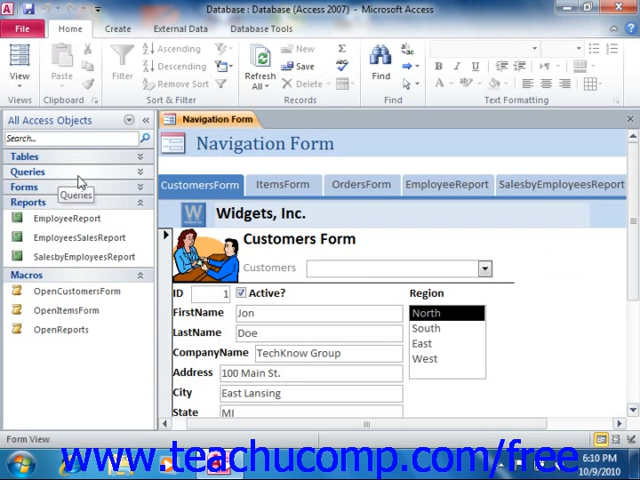 Database : Database (Access 2007) - Microsoft Access
File Home Create External Data Database Tools
View Paste Filter Ascending Descending Remove Sort Refresh All Save Delete Find
Views Clipboard Sort & Filter Records Find Text Formatting
All Access Objects
Search...
Tables
Queries
Forms
Queries
Reports
EmployeeReport
EmployeesSalesReport
SalesbyEmployeesReport
Macros
OpenCustomersForm
OpenItemsForm
OpenReports
Navigation Form
Navigation Form
CustomersForm ItemsForm OrdersForm EmployeeReport SalesbyEmployeesReport
W Widgets, Inc.
Customers Form
Customers
ID 1 Active? Region
FirstName Jon
LastName Doe
CompanyName TechKnow Group
Address 100 Main St.
City East Lansing
State MI
North
South
East
West
Form View
www.teachucomp.com/free
6:10 PM
10/9/2010